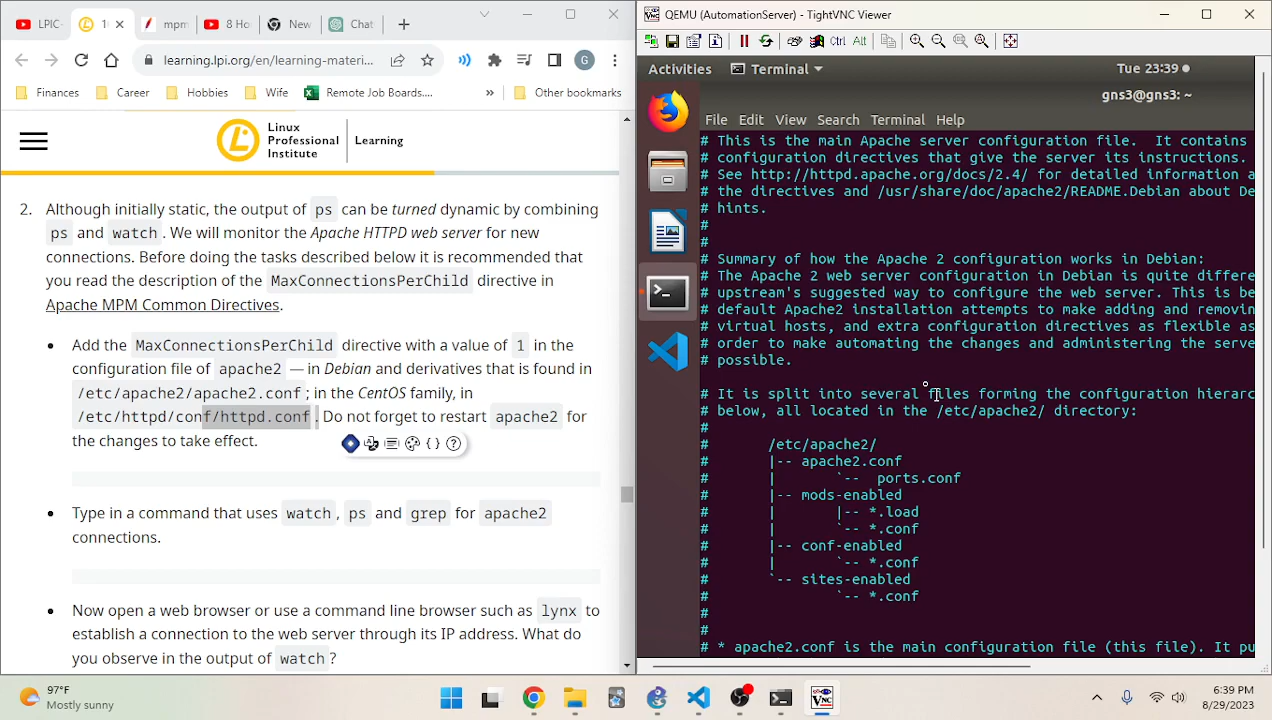 LPIC-
1
mpm
8 Ho
New
Chat
QEMU (AutomationServer) - TightVNC Viewer
learning.lpi.org/en/learning-materi...
G
Ctrl Alt
Finances
Career
Hobbies
Wife
Remote Job Boards....
»
Other bookmarks
Activities
Terminal
Tue 23:39
gns3@gns3: ~
File Edit View Search Terminal Help
Linux
Professional
Institute
Learning
2. Although initially static, the output of ps can be turned dynamic by combining
ps and watch. We will monitor the Apache HTTPD web server for new
connections. Before doing the tasks described below it is recommended that
you read the description of the MaxConnectionsPerChild directive in
Apache MPM Common Directives.
• Add the MaxConnectionsPerChild directive with a value of 1 in the
configuration file of apache2 — in Debian and derivatives that is found in
/etc/apache2/apache2.conf; in the CentOS family, in
/etc/httpd/conf/httpd.conf. Do not forget to restart apache2 for
the changes to take effect.
• Type in a command that uses watch, ps and grep for apache2
connections.
• Now open a web browser or use a command line browser such as lynx to
establish a connection to the web server through its IP address. What do
you observe in the output of watch?
# This is the main Apache server configuration file.  It contains
# configuration directives that give the server its instructions.
# See http://httpd.apache.org/docs/2.4/ for detailed information a
# the directives and /usr/share/doc/apache2/README.Debian about De
# hints.
#
#
# Summary of how the Apache 2 configuration works in Debian:
# The Apache 2 web server configuration in Debian is quite differe
# upstream's suggested way to configure the web server. This is be
# default Apache2 installation attempts to make adding and removin
# virtual hosts, and extra configuration directives as flexible as
# order to make automating the changes and administering the serve
# possible.
# It is split into several files forming the configuration hierarc
# below, all located in the /etc/apache2/ directory:
#
#       /etc/apache2/
#       |-- apache2.conf
#       |       `--  ports.conf
#       |-- mods-enabled
#       |       |-- *.load
#       |       `-- *.conf
#       |-- conf-enabled
#       |       `-- *.conf
#       `-- sites-enabled
#               `-- *.conf
#
#
# * apache2.conf is the main configuration file (this file). It pu
97°F
Mostly sunny
6:39 PM
8/29/2023